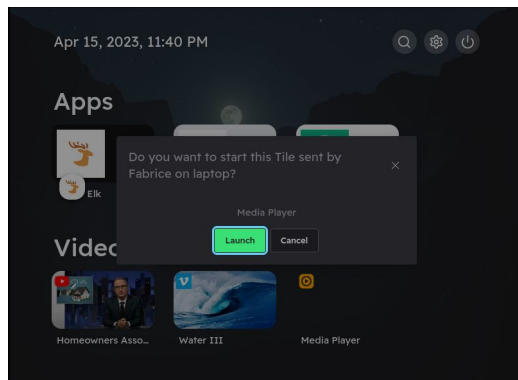 Apr 15, 2023, 11:40 PM
Apps
Do you want to start this Tile sent by
Fabrice on laptop?
Elk
Media Player
Launch
Cancel
Homeowners Asso...
Water III
Media Player